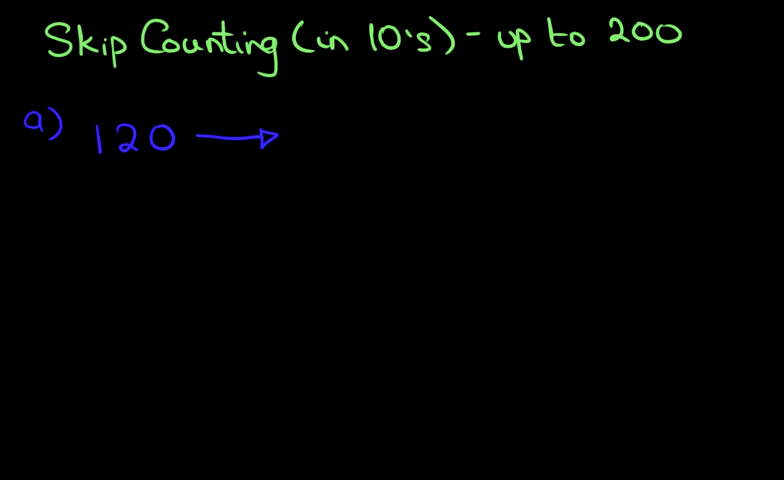 Skip Counting (in 10's) - up to 200
a) 120 →